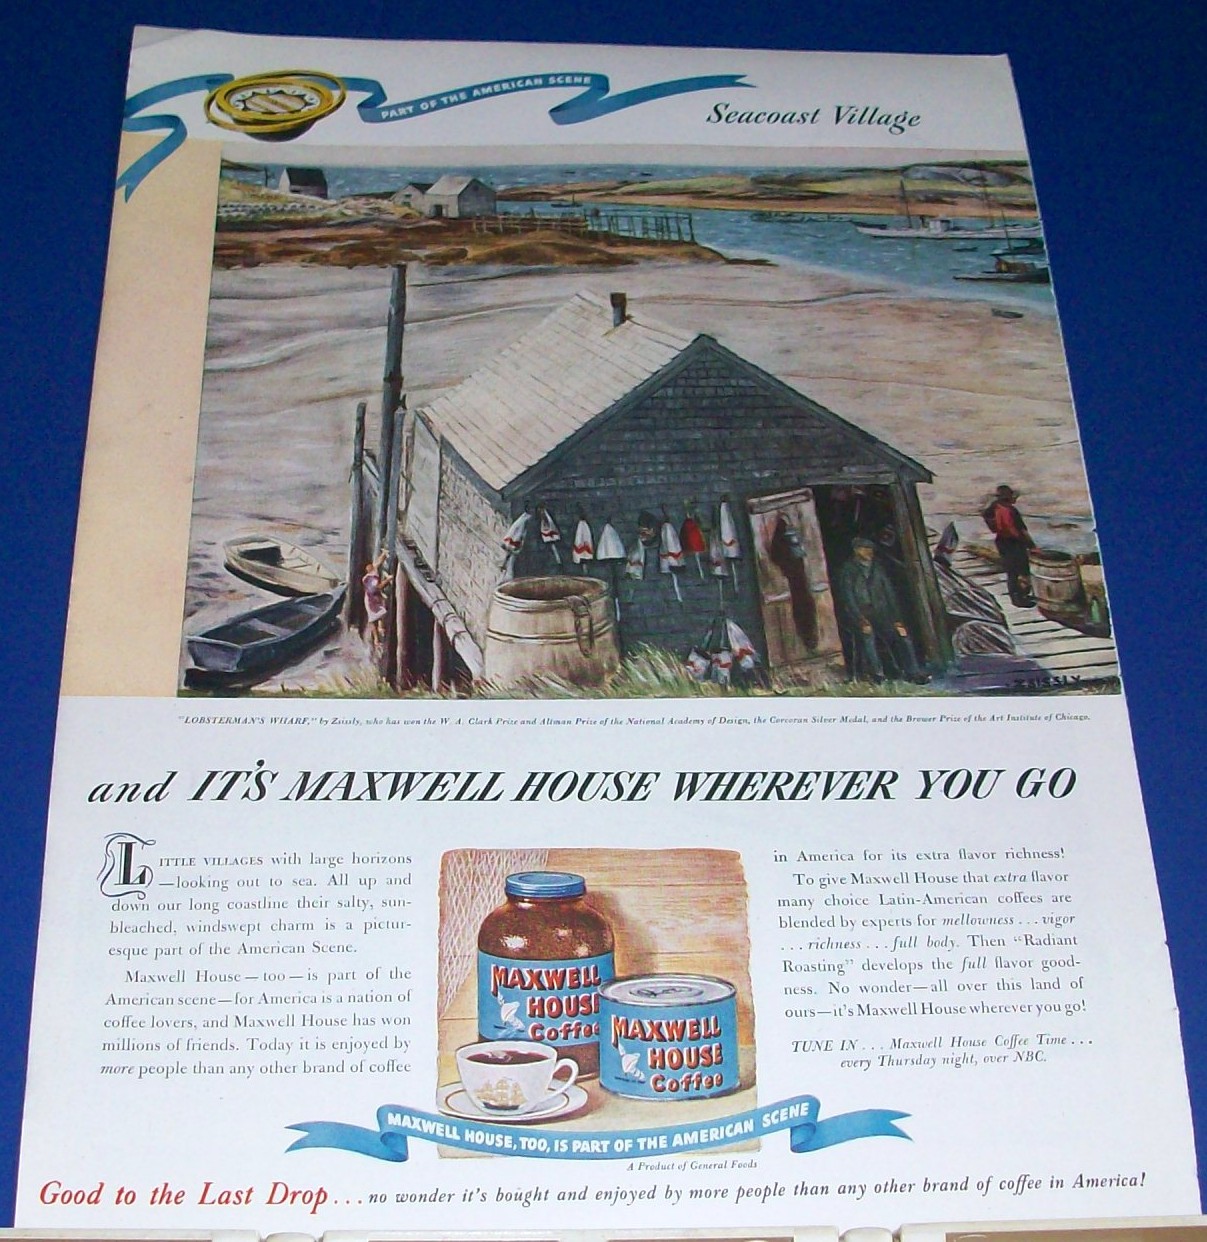 PART OF THE AMERICAN SCENE
Seacoast Village
ZSISSLY
"LOBSTERMAN'S WHARF," by Zsissly, who has won the W. A. Clark Prize and Altman Prize of the National Academy of Design, the Corcoran Silver Medal, and the Brower Prize of the Art Institute of Chicago.
and IT'S MAXWELL HOUSE WHEREVER YOU GO
LITTLE VILLAGES with large horizons
—looking out to sea. All up and
down our long coastline their salty, sun-
bleached, windswept charm is a pictur-
esque part of the American Scene.
Maxwell House—too—is part of the
American scene—for America is a nation of
coffee lovers, and Maxwell House has won
millions of friends. Today it is enjoyed by
more people than any other brand of coffee
in America for its extra flavor richness!
To give Maxwell House that extra flavor
many choice Latin-American coffees are
blended by experts for mellowness . . . vigor
. . . richness . . . full body. Then "Radiant
Roasting" develops the full flavor good-
ness. No wonder—all over this land of
ours—it's Maxwell House wherever you go!
TUNE IN . . . Maxwell House Coffee Time . . .
every Thursday night, over NBC.
MAXWELL
HOUSE
Coffee
MAXWELL
HOUSE
Coffee
MAXWELL HOUSE, TOO, IS PART OF THE AMERICAN SCENE
A Product of General Foods
Good to the Last Drop . . . no wonder it's bought and enjoyed by more people than any other brand of coffee in America!